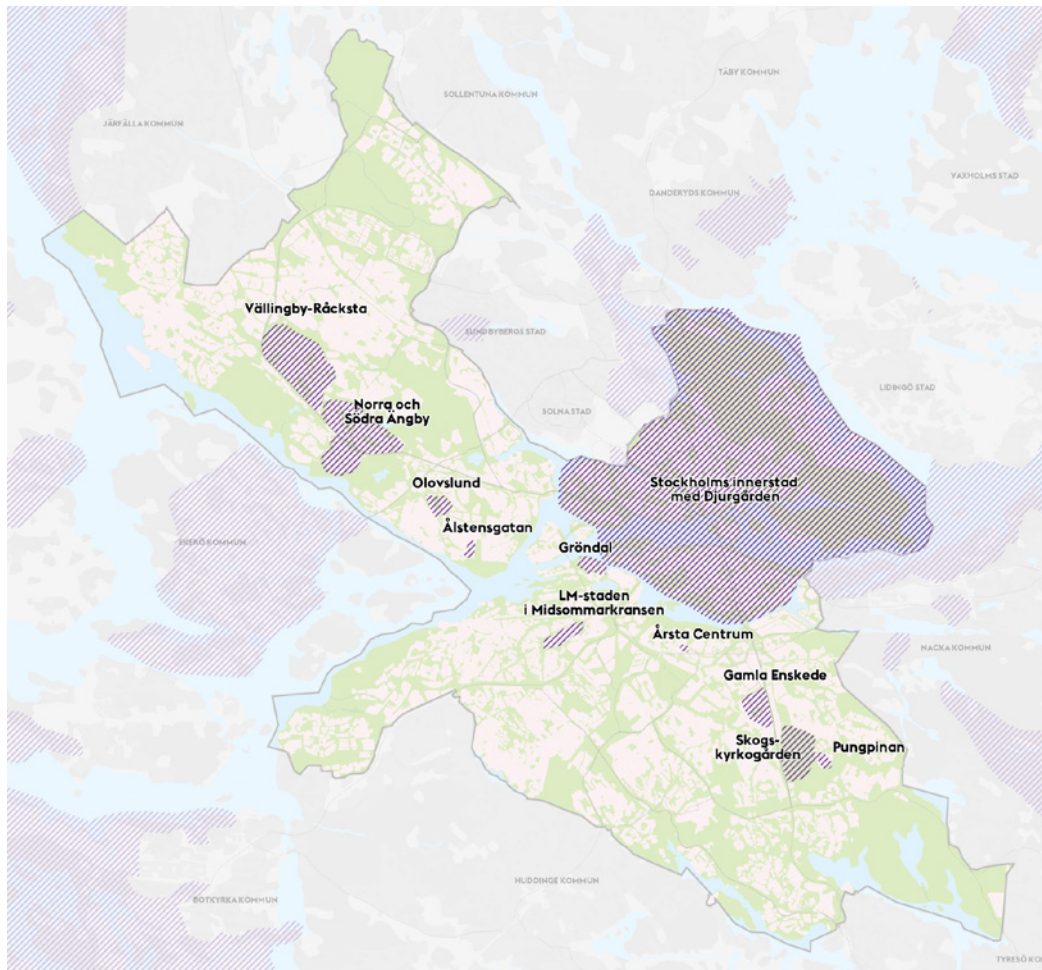 TÄBY KOMMUN
SOLLENTUNA KOMMUN
JÄRFÄLLA KOMMUN
VAXHOLMS STAD
DANDERYDS KOMMUN
Vällingby-Råcksta
SUNDBYBERGS STAD
LIDINGÖ STAD
Norra och
Södra Ängby
SOLNA STAD
Olovslund
Stockholms innerstad
med Djurgården
Ålstensgatan
EKERÖ KOMMUN
Gröndal
LM-staden
i Midsommarkransen
Årsta Centrum
NACKA KOMMUN
Gamla Enskede
Skogs-
kyrkogården
Pungpinan
HUDDINGE KOMMUN
BOTKYRKA KOMMUN
TYRESÖ KO